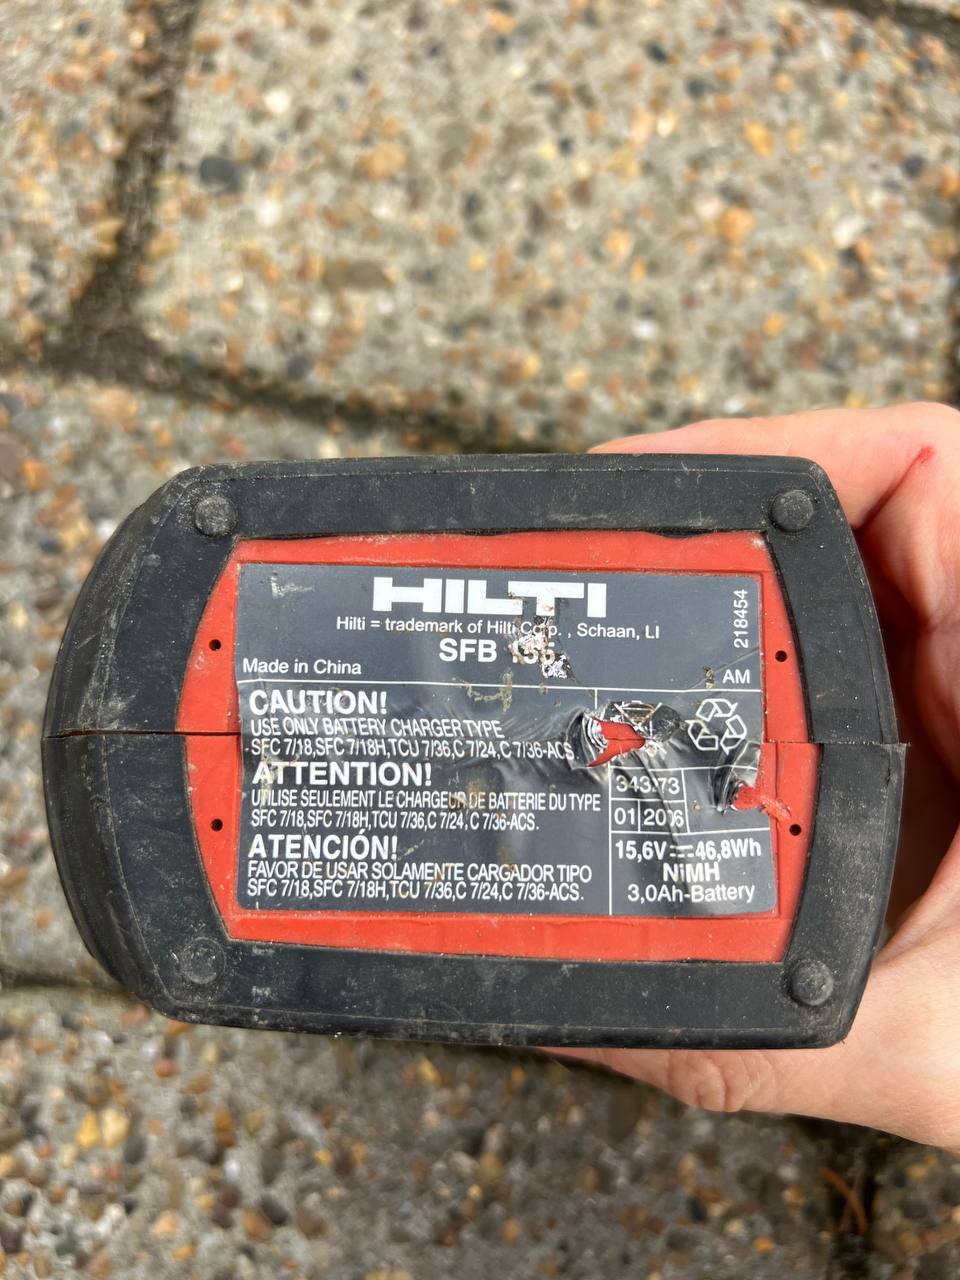 HILTI
Hilti = trademark of Hilti Corp. , Schaan, LI
SFB
218454
Made in China
AM
CAUTION!
USE ONLY BATTERY CHARGER TYPE
SFC 7/18,SFC 7/18H,TCU 7/36,C 7/24,C 7/36-ACS
ATTENTION!
UTILISE SEULEMENT LE CHARGEUR DE BATTERIE DU TYPE
SFC 7/18,SFC 7/18H,TCU 7/36,C 7/24,C 7/36-ACS.
ATENCIÓN!
FAVOR DE USAR SOLAMENTE CARGADOR TIPO
SFC 7/18,SFC 7/18H,TCU 7/36,C 7/24,C 7/36-ACS.
01
15,6V 46,8Wh
NiMH
3,0Ah-Battery